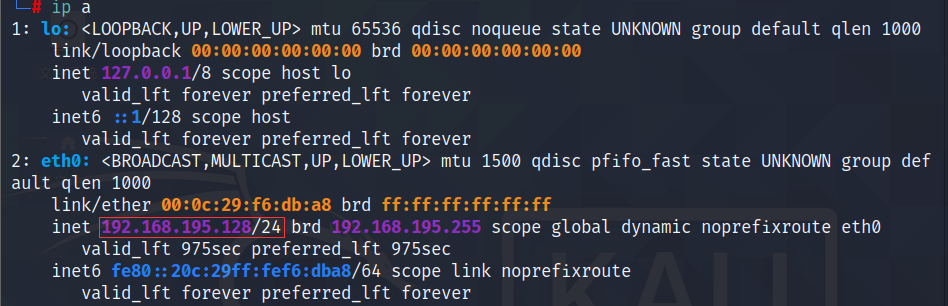 # ip a
1: lo: <LOOPBACK,UP,LOWER_UP> mtu 65536 qdisc noqueue state UNKNOWN group default qlen 1000
link/loopback 00:00:00:00:00:00 brd 00:00:00:00:00:00
inet 127.0.0.1/8 scope host lo
valid_lft forever preferred_lft forever
inet6 ::1/128 scope host
valid_lft forever preferred_lft forever
2: eth0: <BROADCAST,MULTICAST,UP,LOWER_UP> mtu 1500 qdisc pfifo_fast state UNKNOWN group def
ault qlen 1000
link/ether 00:0c:29:f6:db:a8 brd ff:ff:ff:ff:ff:ff
inet 192.168.195.128/24 brd 192.168.195.255 scope global dynamic noprefixroute eth0
valid_lft 975sec preferred_lft 975sec
inet6 fe80::20c:29ff:fef6:dba8/64 scope link noprefixroute
valid_lft forever preferred_lft forever
KALI